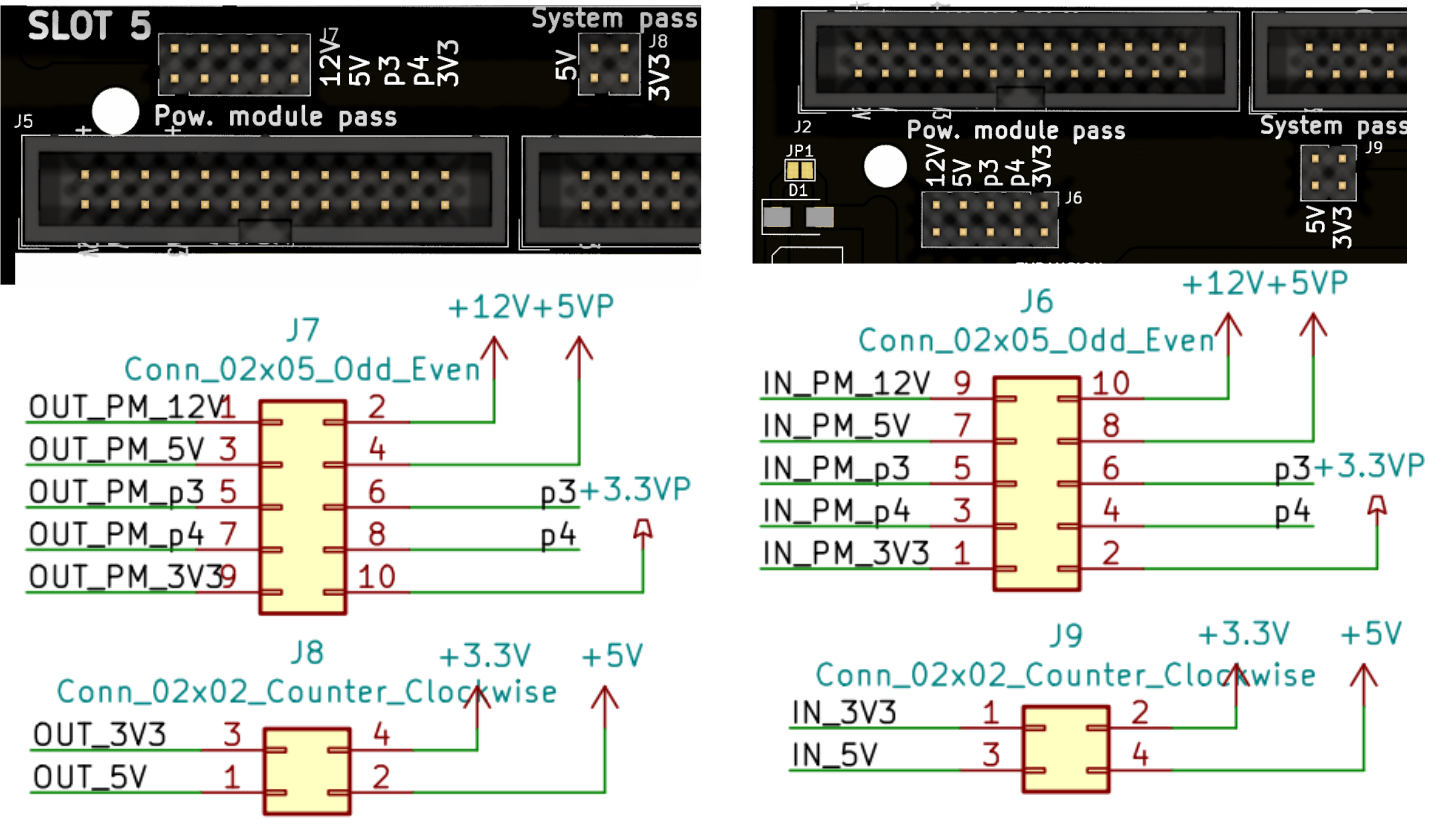 SLOT 5
System pass
J7
12V
5V
p3
p4
3V3
5V
J8
3V3
Pow. module pass
J5
+
+
J2
Pow. module pass
System pass
JP1
12V
5V
p3
p4
3V3
J9
D1
J6
5V
3V3
+12V+5VP
J7
Conn_02x05_Odd_Even
OUT_PM_12V 1 2
OUT_PM_5V 3 4
OUT_PM_p3 5 6 p3 +3.3VP
OUT_PM_p4 7 8 p4
OUT_PM_3V3 9 10
J8
+3.3V +5V
Conn_02x02_Counter_Clockwise
OUT_3V3 3 4
OUT_5V 1 2
+12V+5VP
J6
Conn_02x05_Odd_Even
IN_PM_12V 9 10
IN_PM_5V 7 8
IN_PM_p3 5 6 p3 +3.3VP
IN_PM_p4 3 4 p4
IN_PM_3V3 1 2
J9
+3.3V +5V
Conn_02x02_Counter_Clockwise
IN_3V3 1 2
IN_5V 3 4